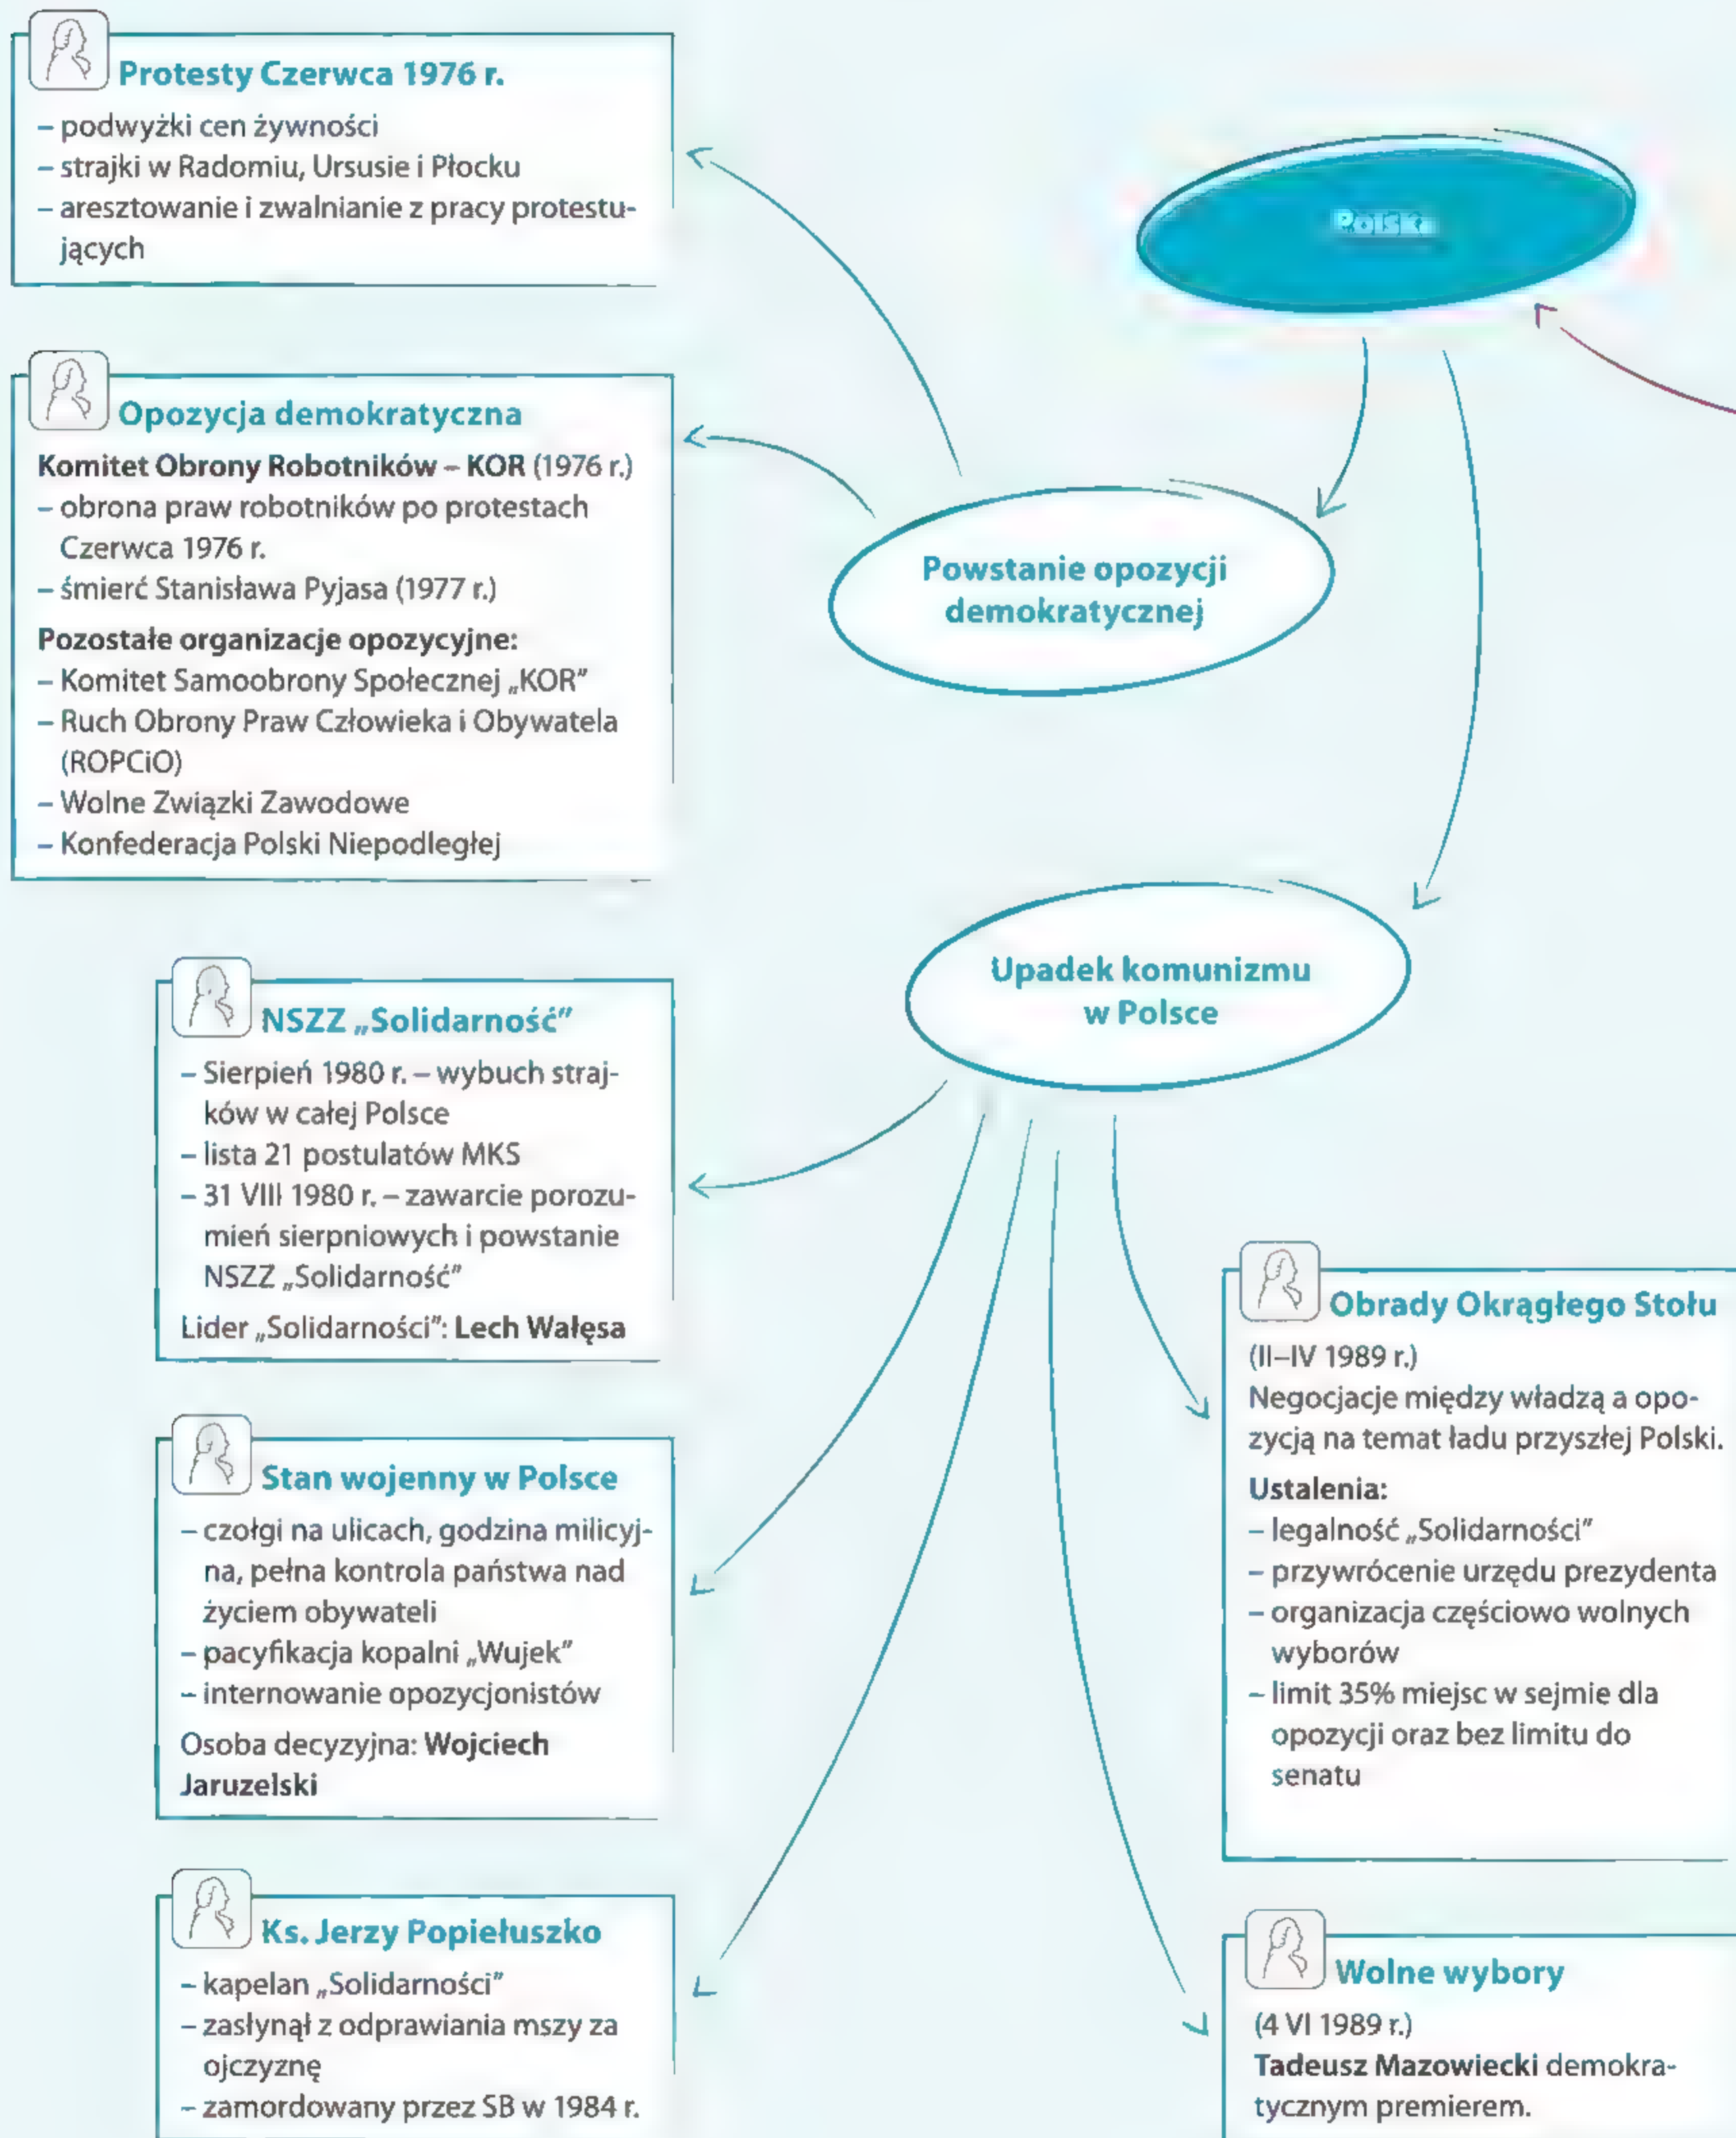 Protesty Czerwca 1976 r.
– podwyżki cen żywności
– strajki w Radomiu, Ursusie i Płocku
– aresztowanie i zwalnianie z pracy protestu-
jących
Polska
Opozycja demokratyczna
Komitet Obrony Robotników – KOR (1976 r.)
– obrona praw robotników po protestach
Czerwca 1976 r.
– śmierć Stanisława Pyjasa (1977 r.)
Pozostałe organizacje opozycyjne:
– Komitet Samoobrony Społecznej „KOR”
– Ruch Obrony Praw Człowieka i Obywatela
(ROPCiO)
– Wolne Związki Zawodowe
– Konfederacja Polski Niepodległej
Powstanie opozycji
demokratycznej
Upadek komunizmu
w Polsce
NSZZ „Solidarność”
– Sierpień 1980 r. – wybuch straj-
ków w całej Polsce
– lista 21 postulatów MKS
– 31 VIII 1980 r. – zawarcie porozu-
mień sierpniowych i powstanie
NSZZ „Solidarność”
Lider „Solidarności”: Lech Wałęsa
Stan wojenny w Polsce
– czołgi na ulicach, godzina milicyj-
na, pełna kontrola państwa nad
życiem obywateli
– pacyfikacja kopalni „Wujek”
– internowanie opozycjonistów
Osoba decyzyjna: Wojciech
Jaruzelski
Ks. Jerzy Popiełuszko
– kapelan „Solidarności”
– zasłynął z odprawiania mszy za
ojczyznę
– zamordowany przez SB w 1984 r.
Obrady Okrągłego Stołu
(II–IV 1989 r.)
Negocjacje między władzą a opo-
zycją na temat ładu przyszłej Polski.
Ustalenia:
– legalność „Solidarności”
– przywrócenie urzędu prezydenta
– organizacja częściowo wolnych
wyborów
– limit 35% miejsc w sejmie dla
opozycji oraz bez limitu do
senatu
Wolne wybory
(4 VI 1989 r.)
Tadeusz Mazowiecki demokra-
tycznym premierem.